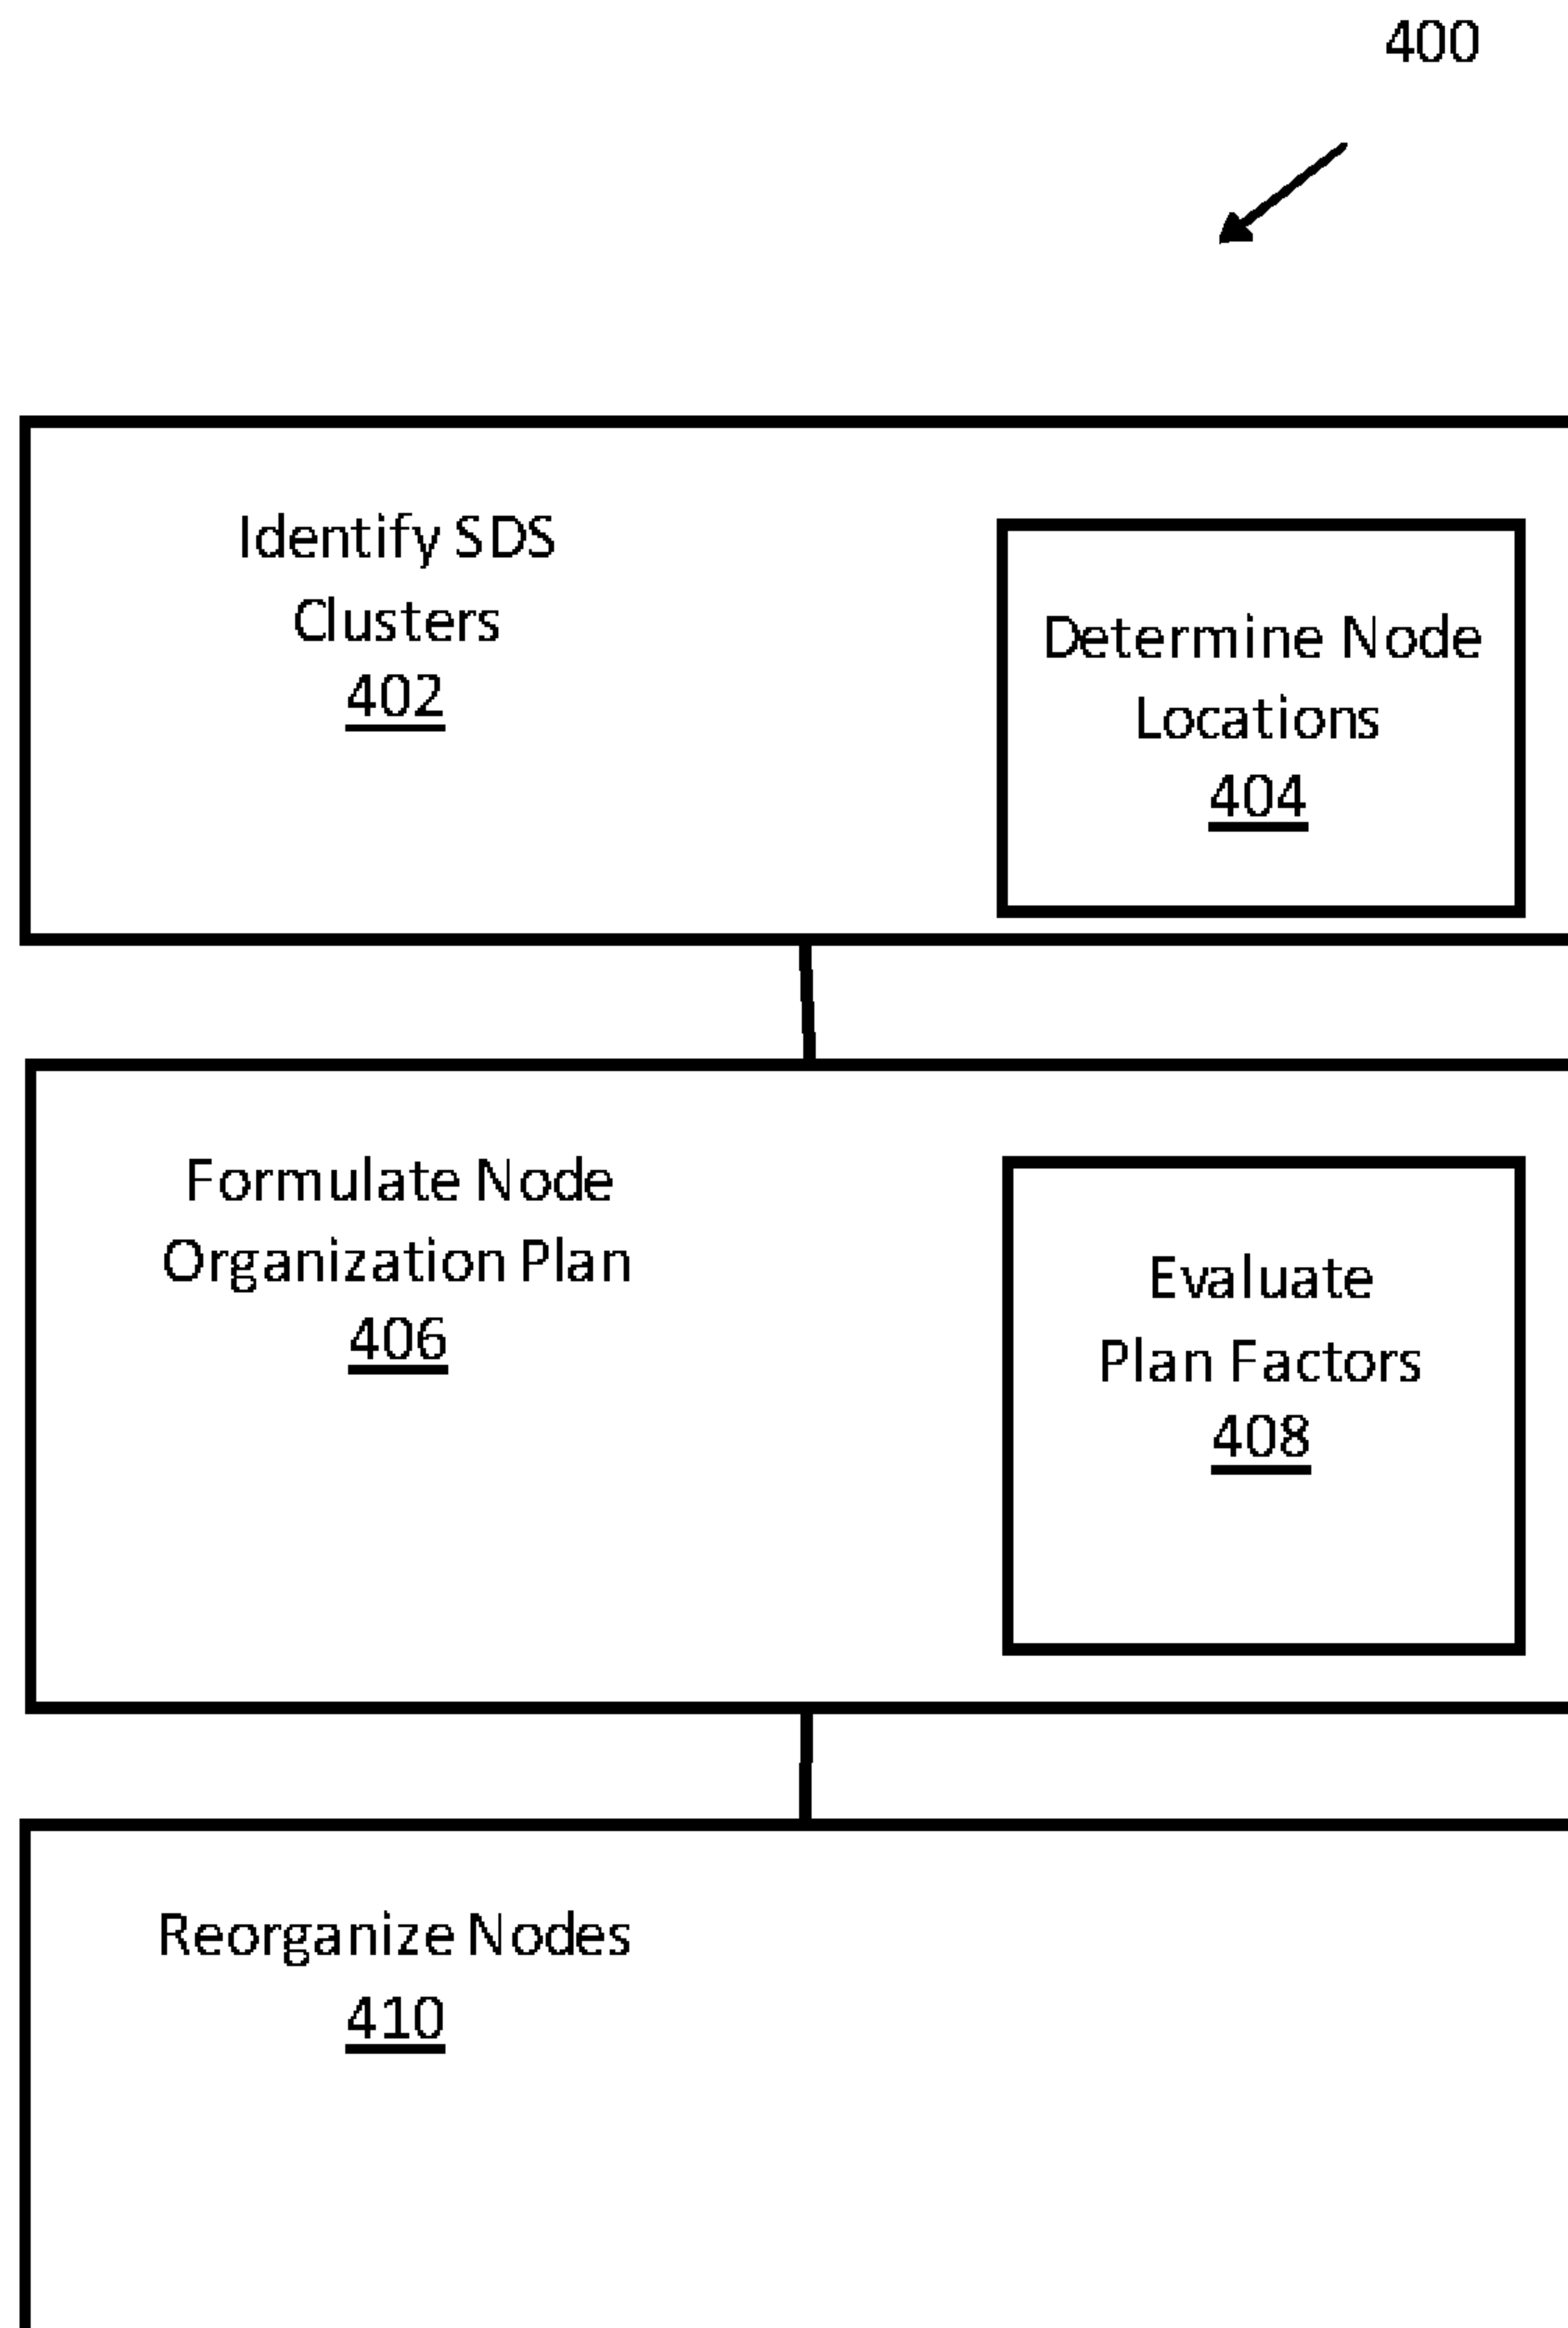 400
Identify SDS
Clusters
402
Determine Node
Locations
404
Formulate Node
Organization Plan
406
Evaluate
Plan Factors
408
Reorganize Nodes
410